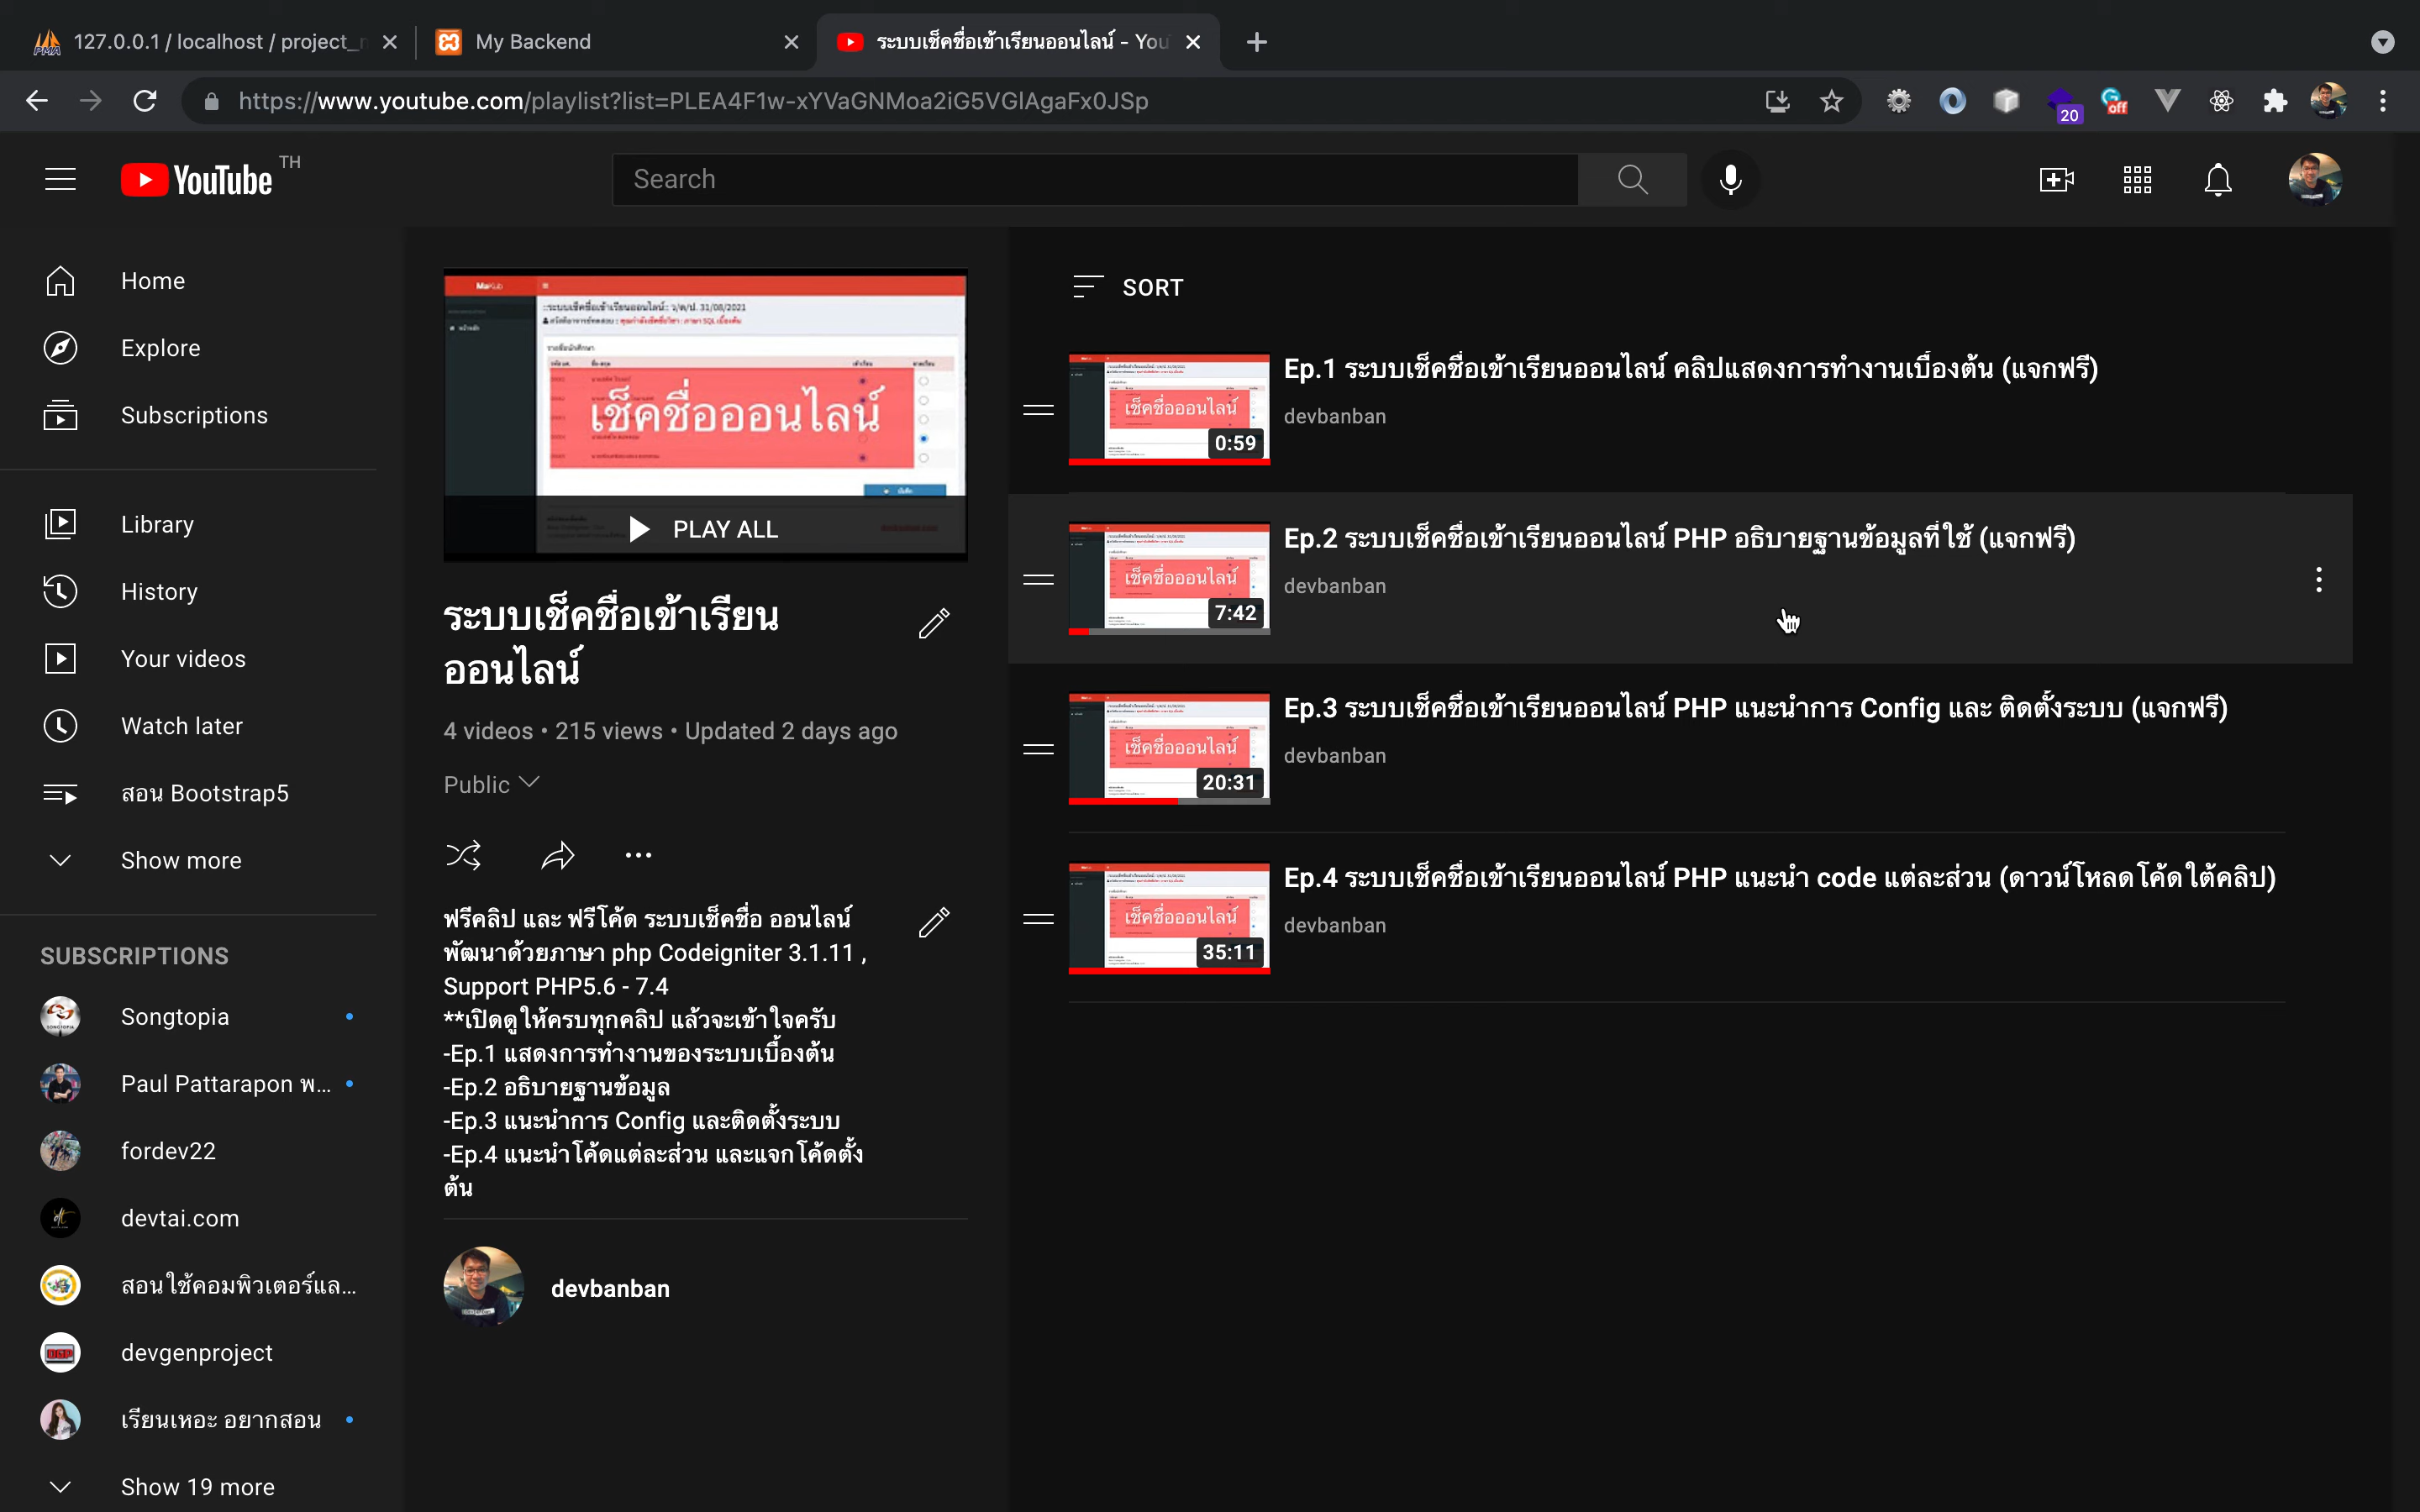 127.0.0.1 / localhost / project_
My Backend
ระบบเช็คชื่อเข้าเรียนออนไลน์ - You
https://www.youtube.com/playlist?list=PLEA4F1w-xYVaGNMoa2iG5VGlAgaFx0JSp
20
off
YouTube TH
Search
Home
Explore
Subscriptions
Library
History
Your videos
Watch later
สอน Bootstrap5
Show more
SUBSCRIPTIONS
Songtopia
Paul Pattarapon พ...
fordev22
devtai.com
สอนใช้คอมพิวเตอร์แล...
devgenproject
เรียนเหอะ อยากสอน
Show 19 more
::ระบบเช็คชื่อเข้าเรียนออนไลน์:: ว/ด/ป. 31/08/2021
เช็คชื่อออนไลน์
PLAY ALL
ระบบเช็คชื่อเข้าเรียน
ออนไลน์
4 videos • 215 views • Updated 2 days ago
Public
ฟรีคลิป และ ฟรีโค้ด ระบบเช็คชื่อ ออนไลน์
พัฒนาด้วยภาษา php Codeigniter 3.1.11 ,
Support PHP5.6 - 7.4
**เปิดดูให้ครบทุกคลิป แล้วจะเข้าใจครับ
-Ep.1 แสดงการทำงานของระบบเบื้องต้น
-Ep.2 อธิบายฐานข้อมูล
-Ep.3 แนะนำการ Config และติดตั้งระบบ
-Ep.4 แนะนำโค้ดแต่ละส่วน และแจกโค้ดตั้ง
ต้น
devbanban
SORT
เช็คชื่อออนไลน์
0:59
Ep.1 ระบบเช็คชื่อเข้าเรียนออนไลน์ คลิปแสดงการทำงานเบื้องต้น (แจกฟรี)
devbanban
เช็คชื่อออนไลน์
7:42
Ep.2 ระบบเช็คชื่อเข้าเรียนออนไลน์ PHP อธิบายฐานข้อมูลที่ใช้ (แจกฟรี)
devbanban
เช็คชื่อออนไลน์
20:31
Ep.3 ระบบเช็คชื่อเข้าเรียนออนไลน์ PHP แนะนำการ Config และ ติดตั้งระบบ (แจกฟรี)
devbanban
เช็คชื่อออนไลน์
35:11
Ep.4 ระบบเช็คชื่อเข้าเรียนออนไลน์ PHP แนะนำ code แต่ละส่วน (ดาวน์โหลดโค้ดใต้คลิป)
devbanban